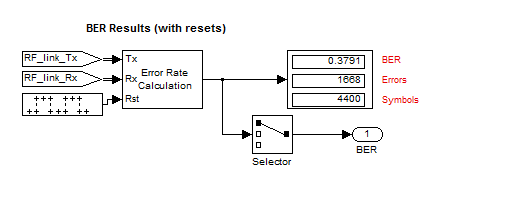 BER Results (with resets)
RF_link_Tx
RF_link_Rx
Tx
Rx
Rst
Error Rate
Calculation
0.3791
1668
4400
BER
Errors
Symbols
Selector
1
BER